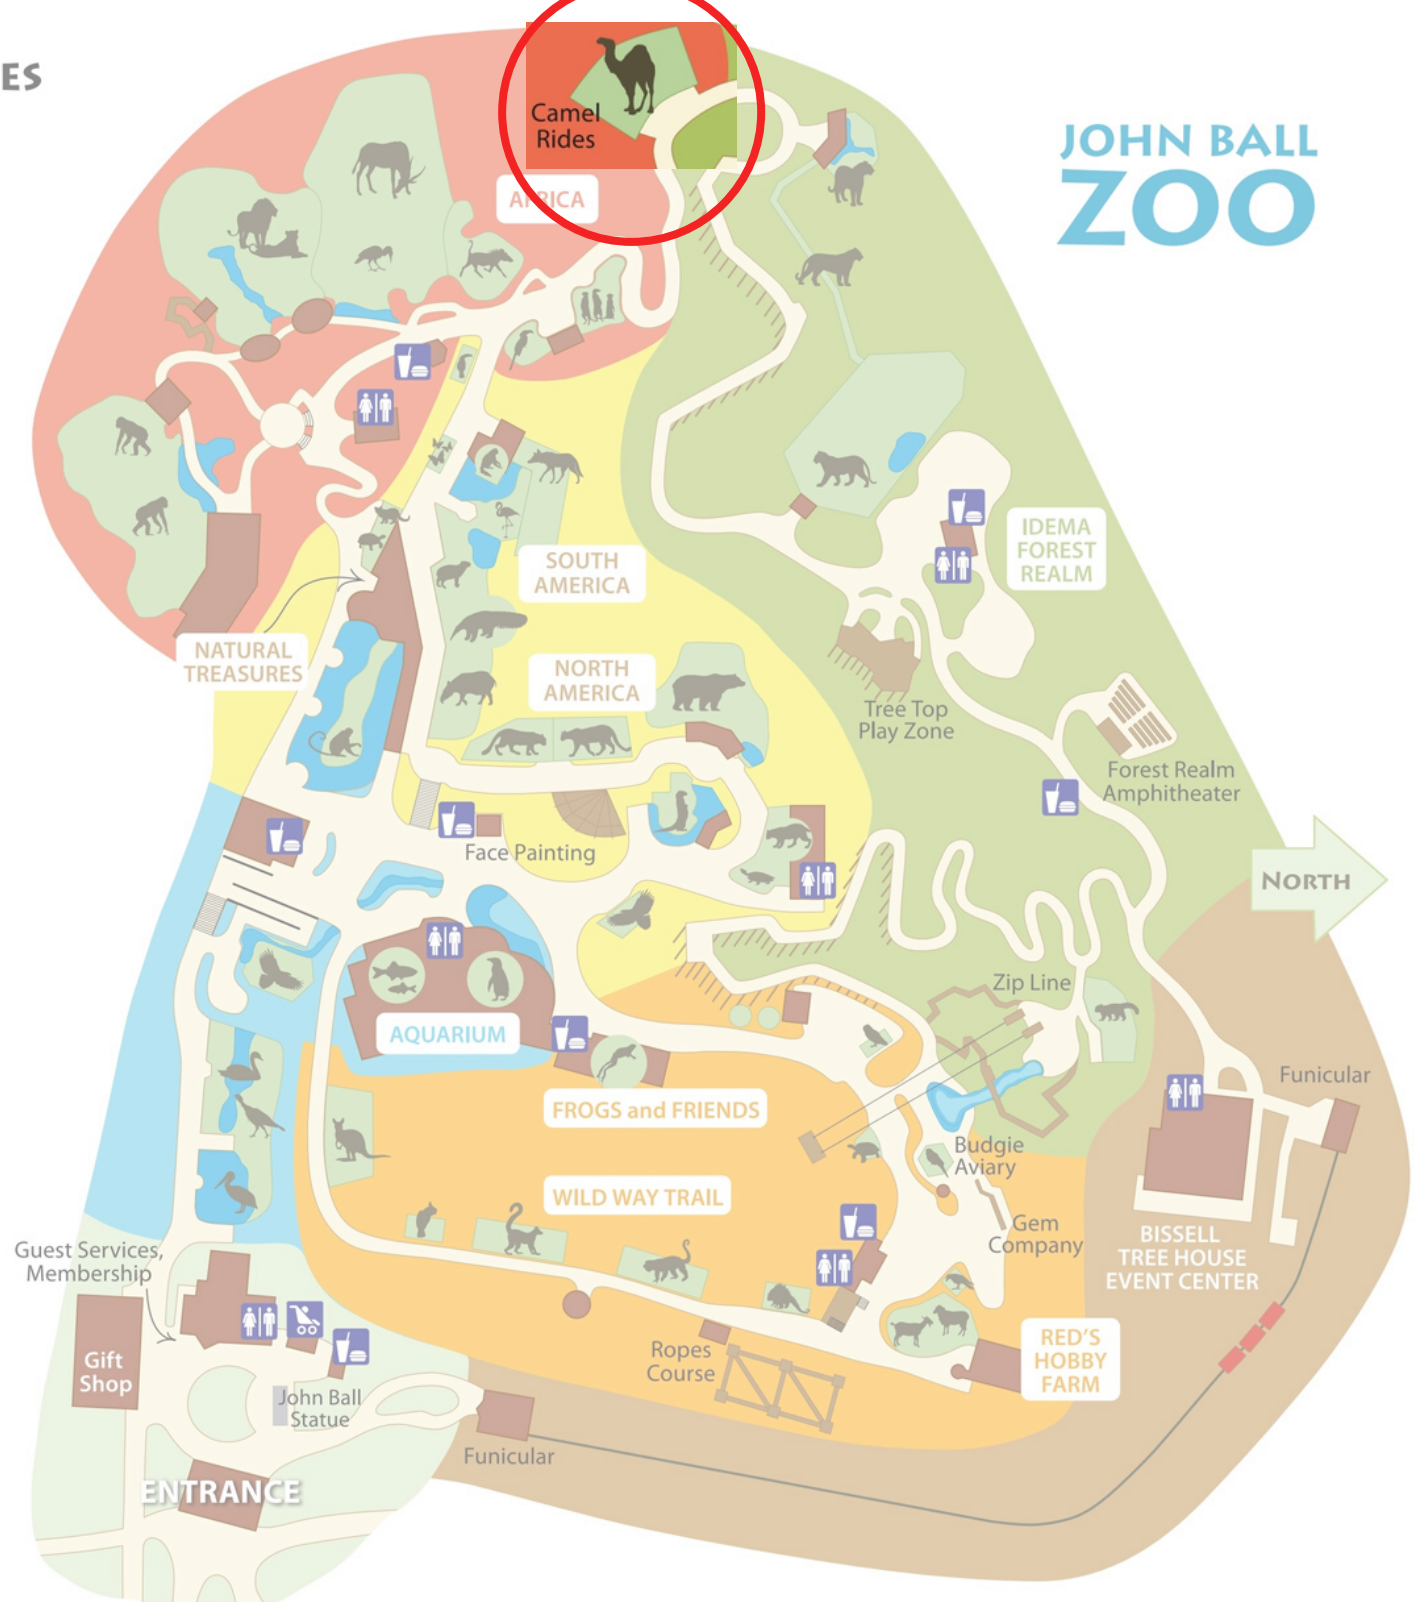 ES
JOHN BALL
ZOO
Camel
Rides
AFRICA
IDEMA
FOREST
REALM
SOUTH
AMERICA
NATURAL
TREASURES
NORTH
AMERICA
Tree Top
Play Zone
Forest Realm
Amphitheater
Face Painting
NORTH
Zip Line
AQUARIUM
Funicular
FROGS and FRIENDS
Budgie
Aviary
WILD WAY TRAIL
Gem
Company
BISSELL
TREE HOUSE
EVENT CENTER
Guest Services,
Membership
RED'S
HOBBY
FARM
Ropes
Course
Gift
Shop
John Ball
Statue
Funicular
ENTRANCE